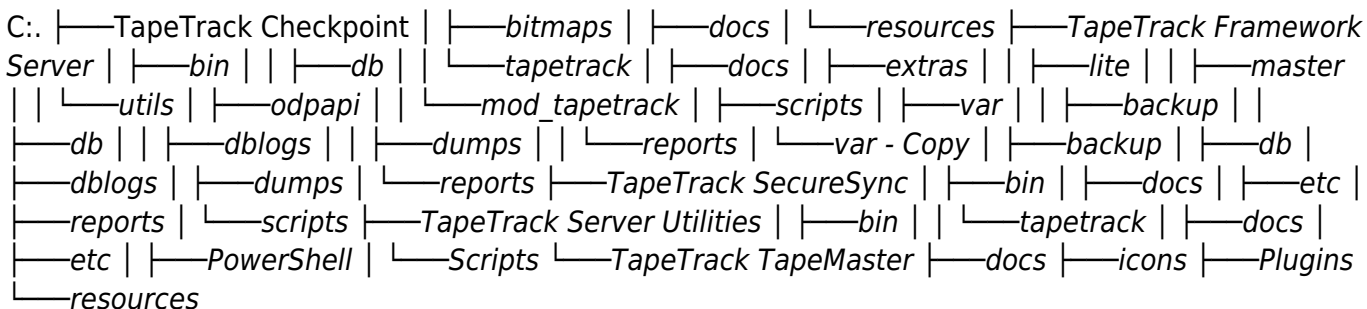 C:. ├───TapeTrack Checkpoint │ ├───bitmaps │ ├───docs │ └───resources ├───TapeTrack Framework
Server │ ├───bin │ │ ├───db │ │ └───tapetrack │ ├───docs │ ├───extras │ │ ├───lite │ │ ├───master
│ │ └───utils │ ├───odpapi │ │ └───mod_tapetrack │ ├───scripts │ ├───var │ │ ├───backup │ │
├───db │ │ ├───dblogs │ │ ├───dumps │ │ └───reports │ └───var - Copy │ ├───backup │ ├───db │
├───dblogs │ ├───dumps │ └───reports ├───TapeTrack SecureSync │ ├───bin │ ├───docs │ ├───etc │
├───reports │ └───scripts ├───TapeTrack Server Utilities │ ├───bin │ │ └───tapetrack │ ├───docs │
├───etc │ ├───PowerShell │ └───Scripts └───TapeTrack TapeMaster ├───docs ├───icons ├───Plugins
└───resources